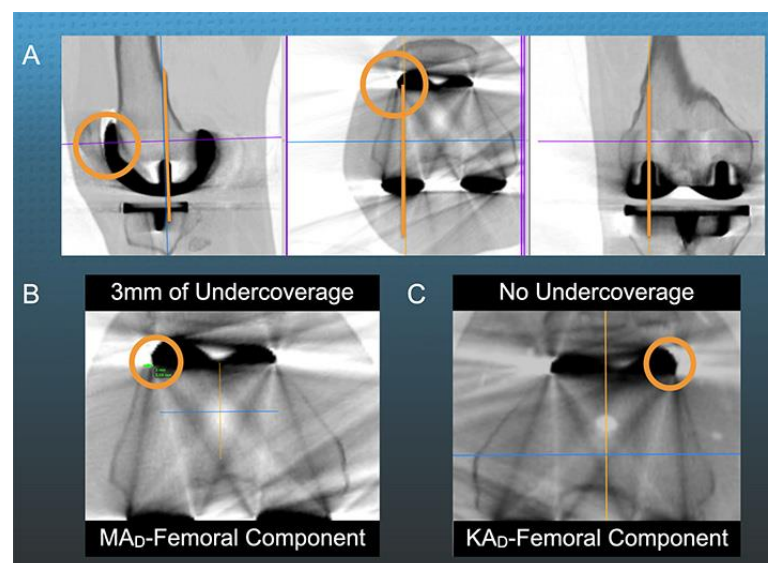 A
B
3mm of Undercoverage
C
No Undercoverage
MAD-Femoral Component
KAD-Femoral Component